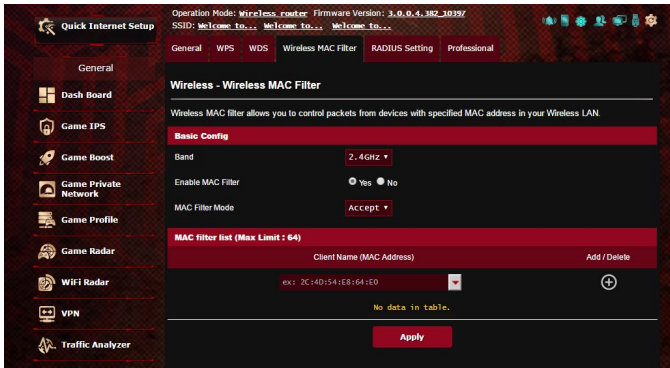 Quick Internet Setup
Operation Mode: Wireless router Firmware Version: 3.0.0.4.382_10397
SSID: Welcome to... Welcome to... Welcome to...
General WPS WDS Wireless MAC Filter RADIUS Setting Professional
General
Dash Board
Game IPS
Game Boost
Game Private
Network
Game Profile
Game Radar
WiFi Radar
VPN
Traffic Analyzer
Wireless - Wireless MAC Filter
Wireless MAC filter allows you to control packets from devices with specified MAC address in your Wireless LAN.
Basic Config
Band 2.4GHz
Enable MAC Filter Yes No
MAC Filter Mode Accept
MAC filter list (Max Limit : 64)
Client Name (MAC Address) Add / Delete
ex: 2C:4D:54:E8:64:E0
No data in table.
Apply